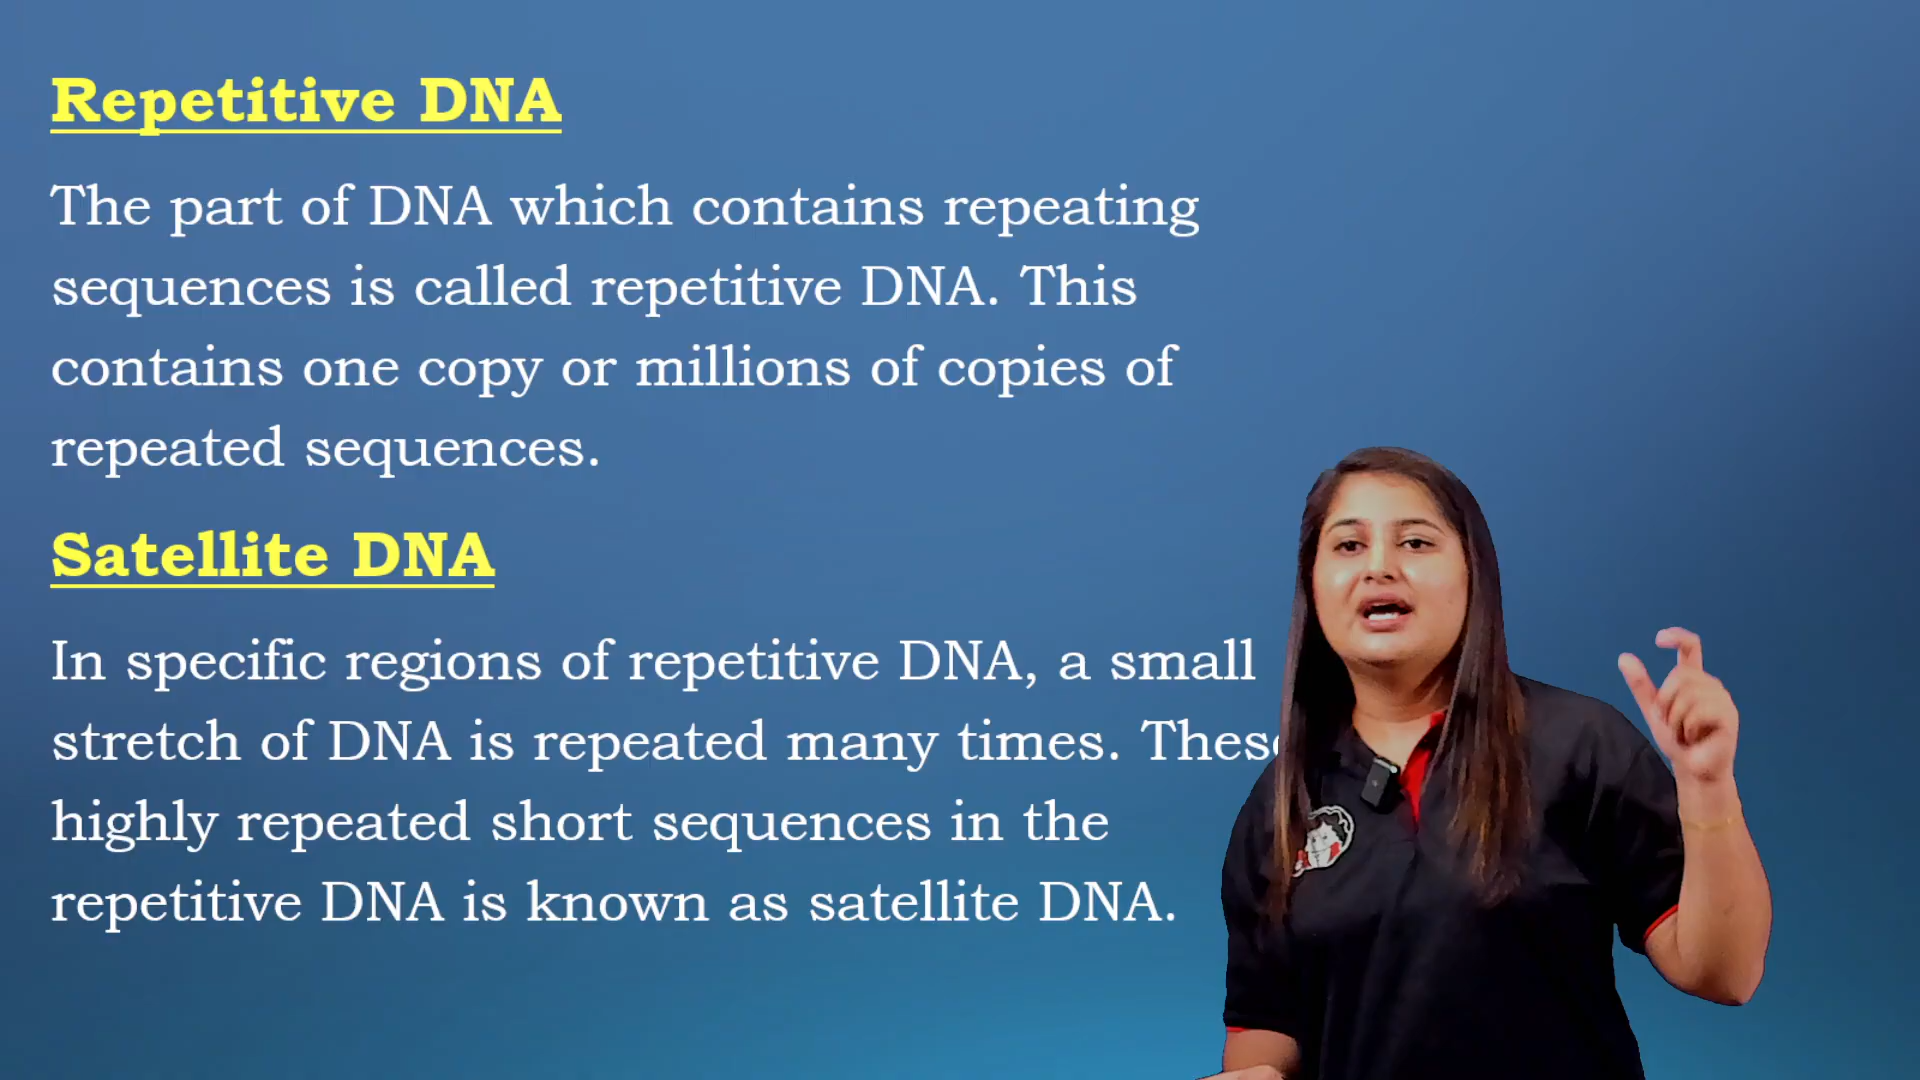 Repetitive DNA
The part of DNA which contains repeating
sequences is called repetitive DNA. This
contains one copy or millions of copies of
repeated sequences.
Satellite DNA
In specific regions of repetitive DNA, a small
stretch of DNA is repeated many times. These
highly repeated short sequences in the
repetitive DNA is known as satellite DNA.